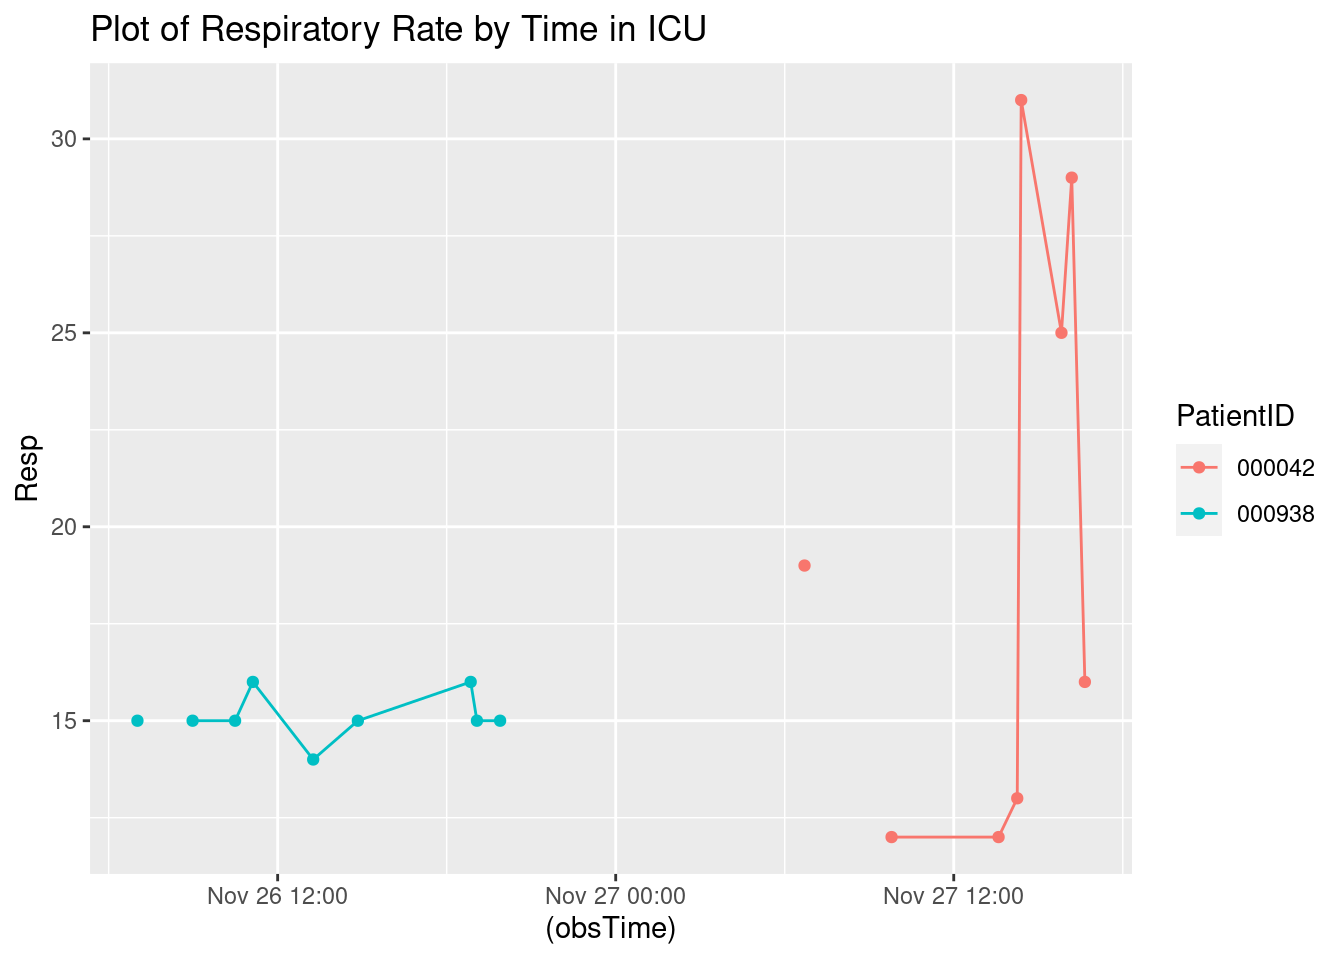 Plot of Respiratory Rate by Time in ICU
30
25
20
15
Resp
Nov 26 12:00
Nov 27 00:00
Nov 27 12:00
(obsTime)
PatientID
000042
000938